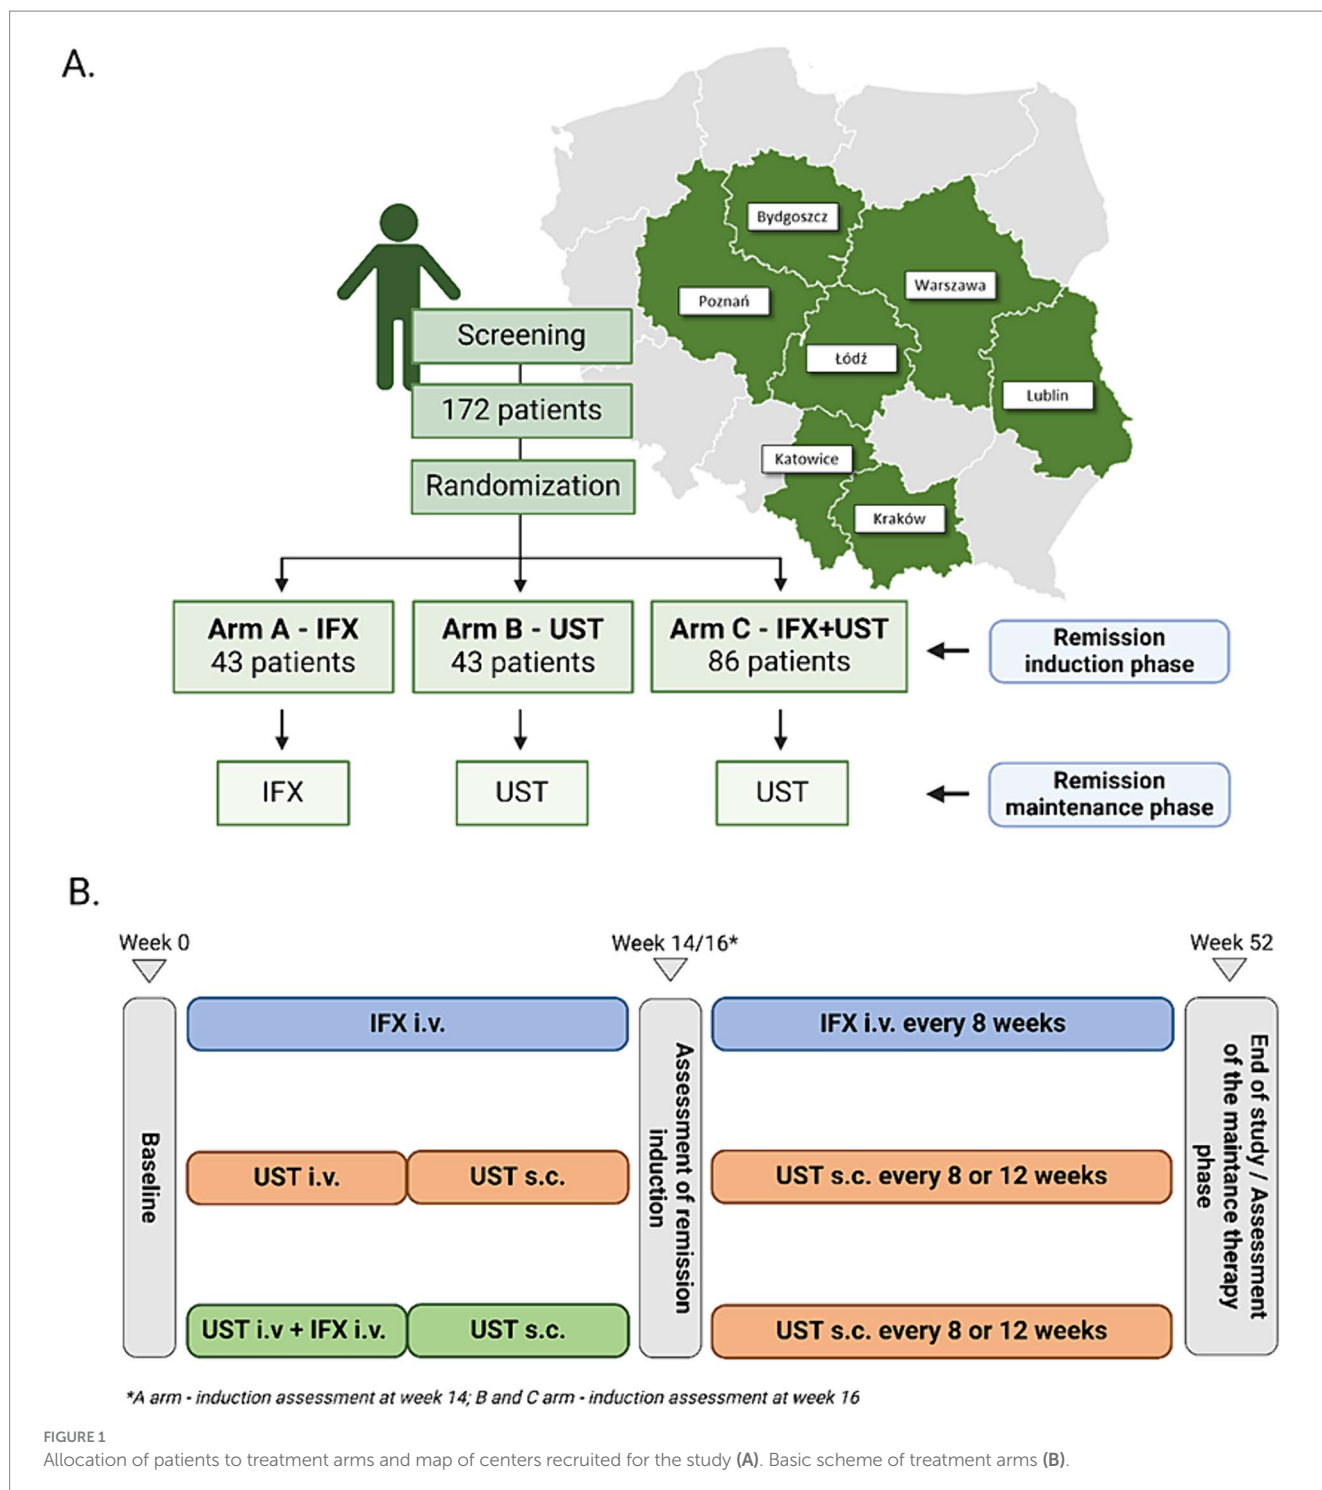 A.
Bydgoszcz
Warszawa
Poznań
Łódź
Lublin
Katowice
Kraków
Screening
172 patients
Randomization
Arm A - IFX
43 patients
Arm B - UST
43 patients
Arm C - IFX+UST
86 patients
Remission
induction phase
IFX
UST
UST
Remission
maintenance phase
B.
Week 0
Week 14/16*
Week 52
Baseline
IFX i.v.
UST i.v.
UST s.c.
UST i.v + IFX i.v.
UST s.c.
Assessment of remission
induction
IFX i.v. every 8 weeks
UST s.c. every 8 or 12 weeks
UST s.c. every 8 or 12 weeks
End of study / Assessment
of the maintance therapy
phase
*A arm - induction assessment at week 14; B and C arm - induction assessment at week 16
FIGURE 1
Allocation of patients to treatment arms and map of centers recruited for the study (A). Basic scheme of treatment arms (B).